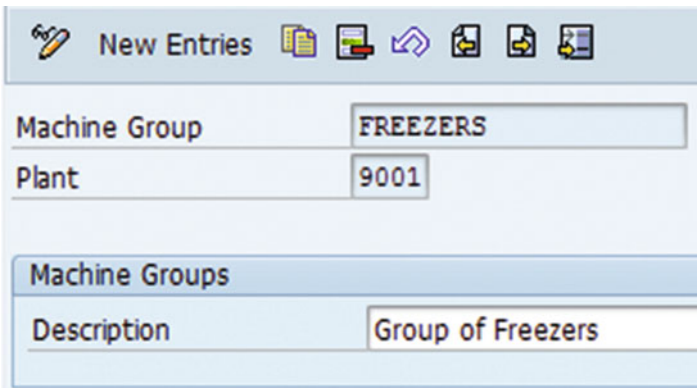 New Entries
Machine Group FREEZERS
Plant 9001
Machine Groups
Description Group of Freezers